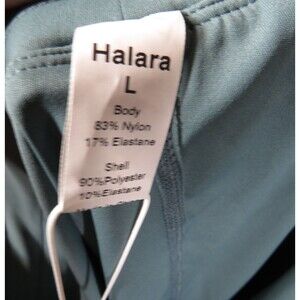 Halara
L
Body
83% Nylon
17% Elastane
Shell
90%Polyester
10%Elastane